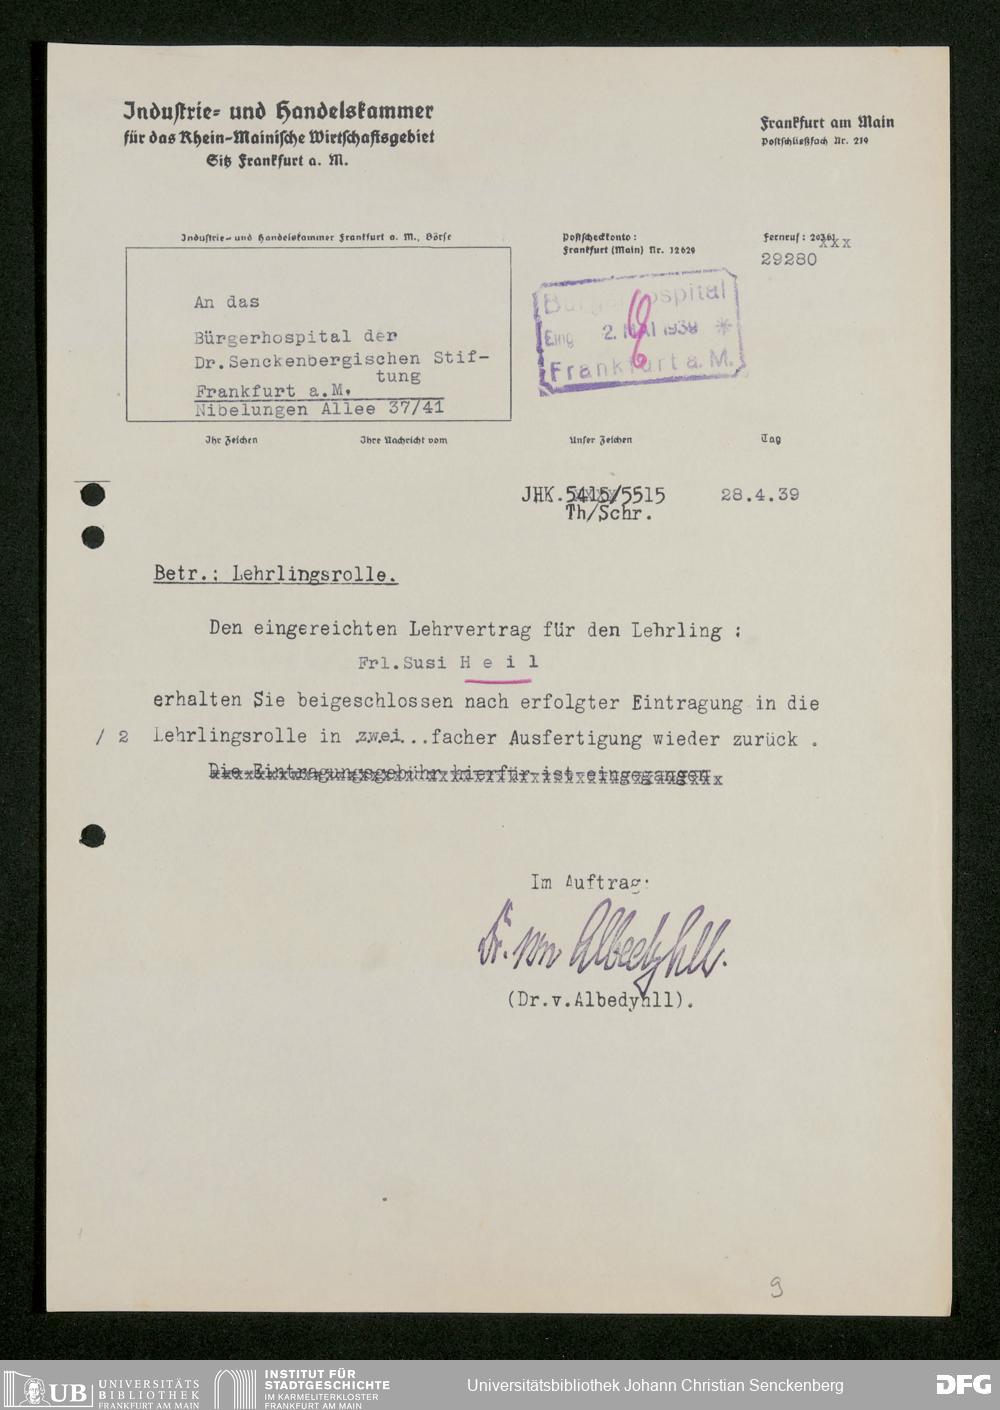 Industrie- und Handelskammer
für das Rhein-Mainische Wirtschaftsgebiet
Sitz Frankfurt a. M.
Frankfurt am Main
Postschließfach Nr. 219
Industrie- und Handelskammer Frankfurt a. M., Börse
Postscheckkonto:
Frankfurt (Main) Nr. 12629
Fernruf: 20361
xxx
29280
An das
Bürgerhospital der
Dr.Senckenbergischen Stif-
tung
Frankfurt a.M.
Nibelungen Allee 37/41
Bürgerhospital
Eing. 2. MAI 1939 *
Frankfurt a. M.
Ihr Zeichen
Ihre Nachricht vom
Unser Zeichen
Tag
JHK.5415/5515
Th/Schr.
28.4.39
Betr.: Lehrlingsrolle.
Den eingereichten Lehrvertrag für den Lehrling :
Frl.Susi H e i l
erhalten Sie beigeschlossen nach erfolgter Eintragung in die
/ 2 Lehrlingsrolle in .zwei...facher Ausfertigung wieder zurück .
Die Eintragungsgebühr hierfür ist eingegangen.
Im Auftrag:
Dr. von Albedyhll.
(Dr.v.Albedyhll).
9
UB
UNIVERSITÄTS
BIBLIOTHEK
FRANKFURT AM MAIN
INSTITUT FÜR
STADTGESCHICHTE
IM KARMELITERKLOSTER
FRANKFURT AM MAIN
Universitätsbibliothek Johann Christian Senckenberg
DFG